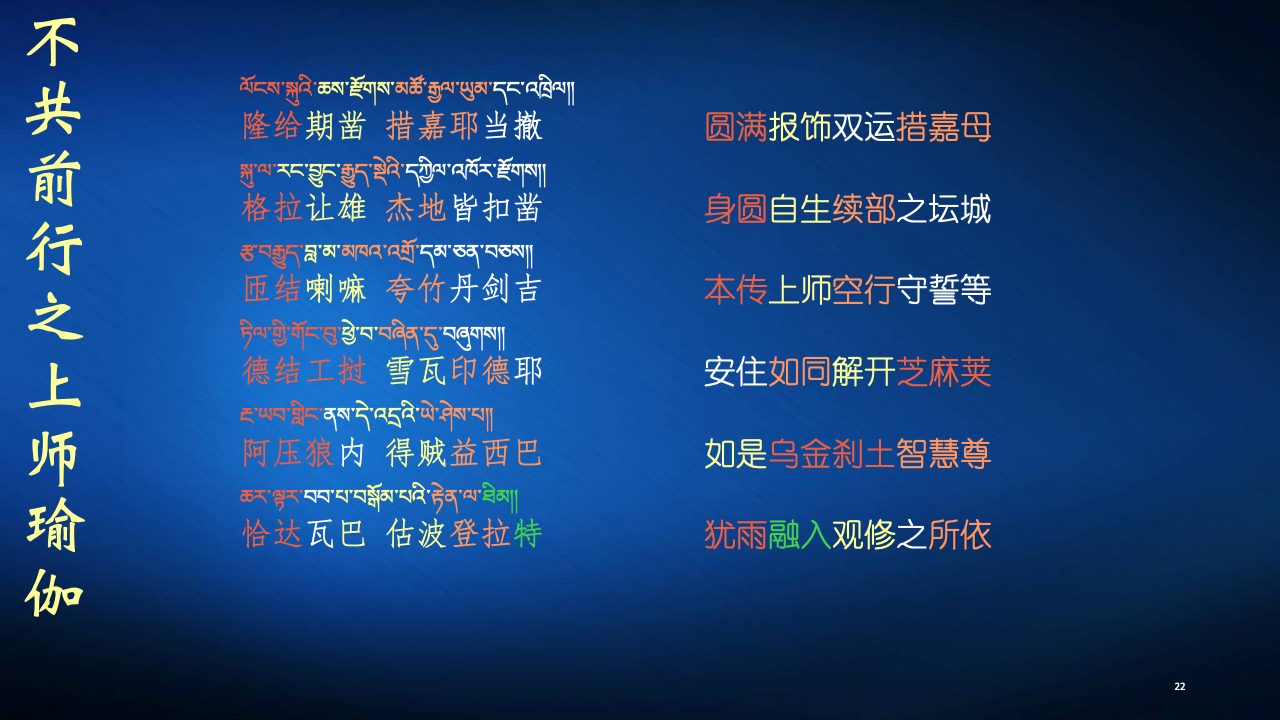 不共前行之上师瑜伽
ལོངས་སྐུའི་ཆས་རྫོགས་མཚོ་རྒྱལ་ཡུམ་དང་འཁྲིལ།།
隆给期凿 措嘉耶当撤
圆满报饰双运措嘉母
སྐུ་ལ་རང་བྱུང་རྒྱུད་སྡེའི་དཀྱིལ་འཁོར་རྫོགས།།
格拉让雄 杰地皆扣凿
身圆自生续部之坛城
རྩ་བརྒྱུད་བླ་མ་མཁའ་འགྲོ་དམ་ཅན་བཅས།།
匝结喇嘛 夸竹丹剑吉
本传上师空行守誓等
ཏིལ་གྱི་གོང་བུ་ཕྱེ་བ་བཞིན་དུ་བཞུགས།།
德结工挝 雪瓦印德耶
安住如同解开芝麻荚
ང་ཡབ་གླིང་ནས་དེ་འདྲའི་ཡེ་ཤེས་པ།།
阿压狼内 得贼益西巴
如是乌金刹土智慧尊
ཆར་ལྟར་བབ་པ་བསྒོམ་པའི་རྟེན་ལ་ཐིམ།།
恰达瓦巴 估波登拉特
犹雨融入观修之所依
22